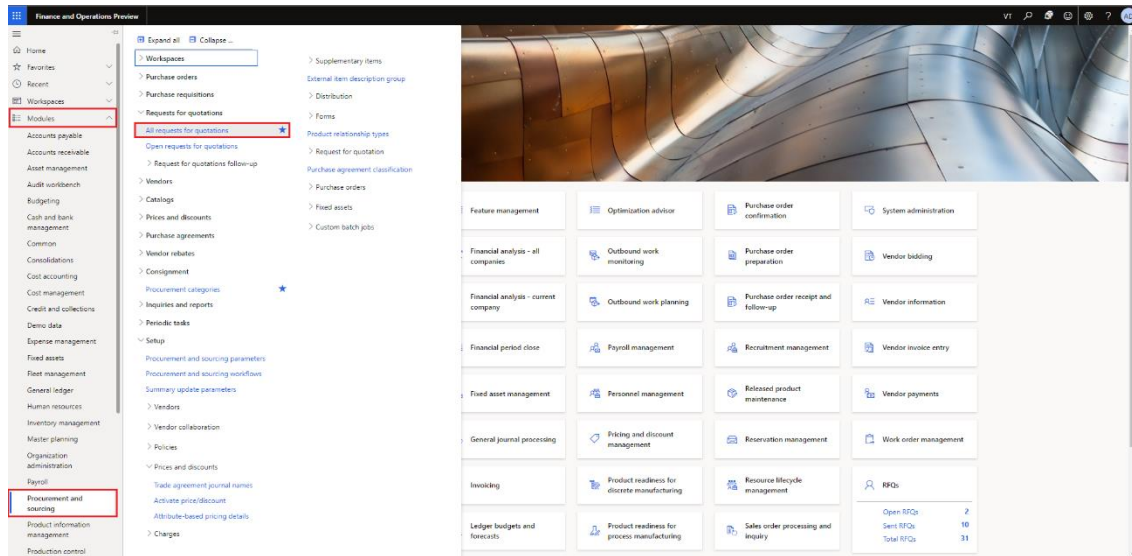 Finance and Operations Preview
VT
?
AD
Home
Favorites
Recent
Workspaces
Modules
Accounts payable
Accounts receivable
Asset management
Audit workbench
Budgeting
Cash and bank
management
Common
Consolidations
Cost accounting
Cost management
Credit and collections
Demo data
Expense management
Fixed assets
Fleet management
General ledger
Human resources
Inventory management
Master planning
Organization
administration
Payroll
Procurement and
sourcing
Product information
management
Production control
Expand all
Collapse ...
Workspaces
Purchase orders
Purchase requisitions
Requests for quotations
All requests for quotations
Open requests for quotations
Request for quotations follow-up
Vendors
Catalogs
Prices and discounts
Purchase agreements
Vendor rebates
Consignment
Procurement categories
Inquiries and reports
Periodic tasks
Setup
Procurement and sourcing parameters
Procurement and sourcing workflows
Summary update parameters
Vendors
Vendor collaboration
Policies
Prices and discounts
Trade agreement journal names
Activate price/discount
Attribute-based pricing details
Charges
Supplementary items
External item description group
Distribution
Forms
Product relationship types
Request for quotation
Purchase agreement classification
Purchase orders
Fixed assets
Custom batch jobs
Feature management
Optimization advisor
Purchase order
confirmation
System administration
Financial analysis - all
companies
Outbound work
monitoring
Purchase order
preparation
Vendor bidding
Financial analysis - current
company
Outbound work planning
Purchase order receipt and
follow-up
Vendor information
Financial period close
Payroll management
Recruitment management
Vendor invoice entry
Fixed asset management
Personnel management
Released product
maintenance
Vendor payments
General journal processing
Pricing and discount
management
Reservation management
Work order management
Invoicing
Product readiness for
discrete manufacturing
Resource lifecycle
management
RFQs
Open RFQs 2
Sent RFQs 10
Total RFQs 31
Ledger budgets and
forecasts
Product readiness for
process manufacturing
Sales order processing and
inquiry